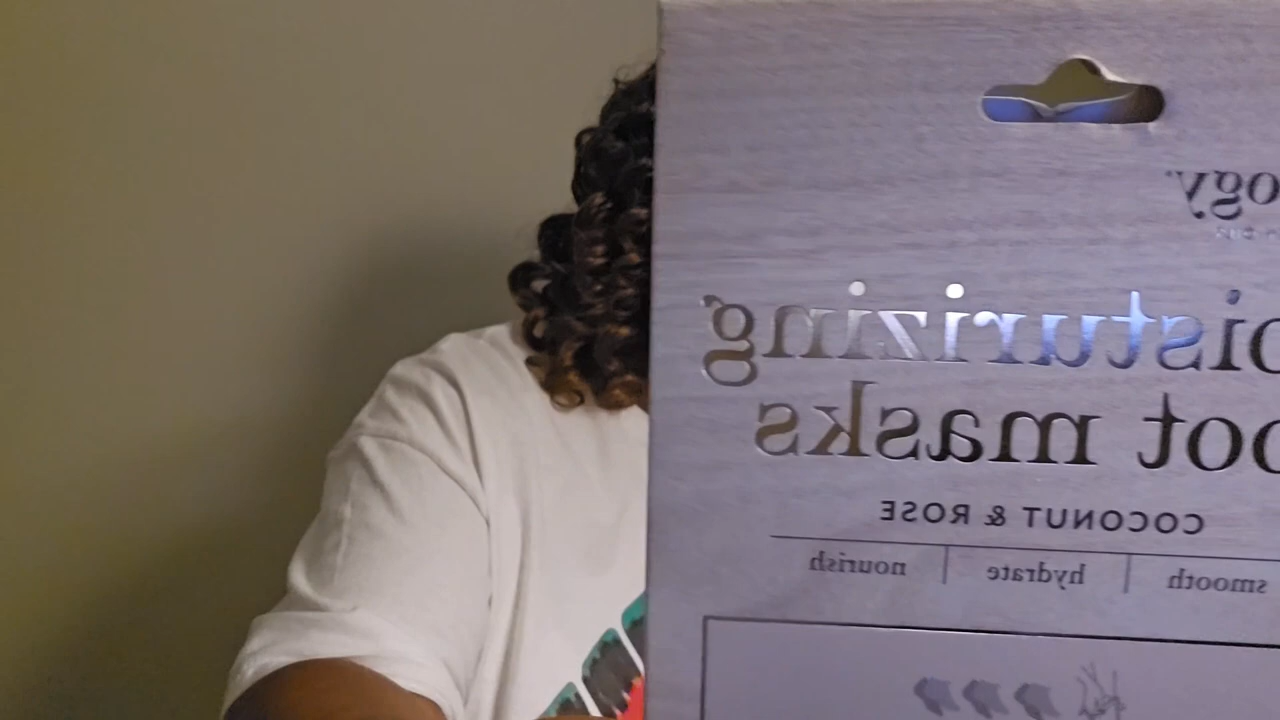 ogy.
oisturizing
oot masks
COCONUT & ROSE
smooth | hydrate | nourish